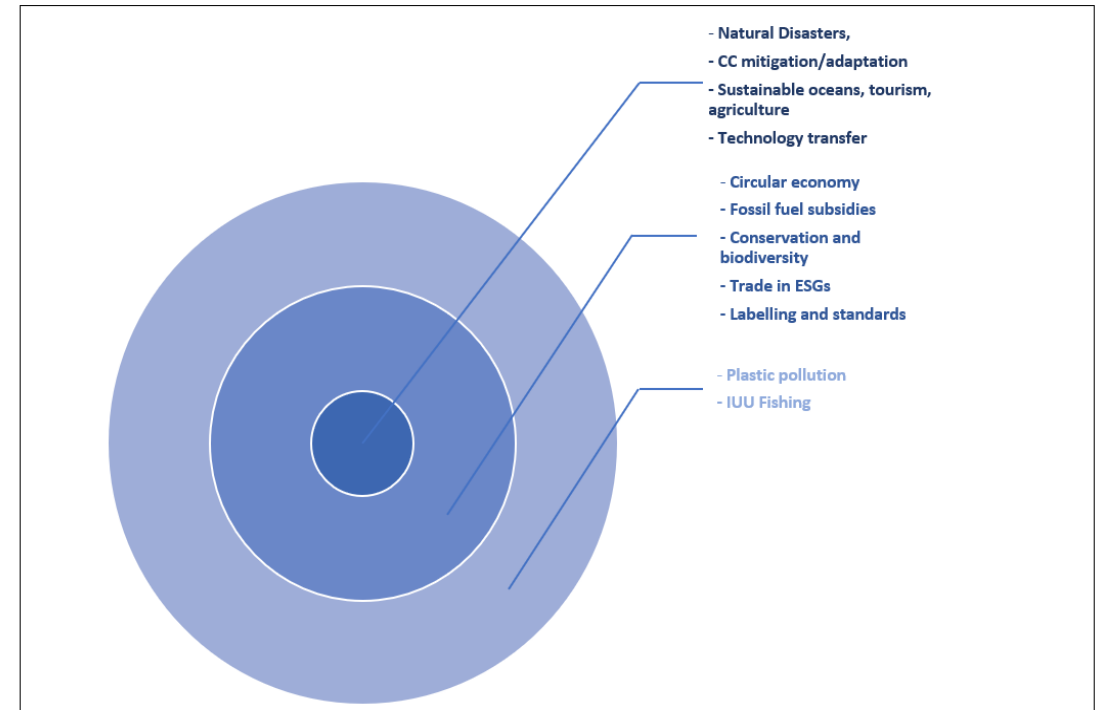 - Natural Disasters,
- CC mitigation/adaptation
- Sustainable oceans, tourism,
agriculture
- Technology transfer
- Circular economy
- Fossil fuel subsidies
- Conservation and
biodiversity
- Trade in ESGs
- Labelling and standards
- Plastic pollution
- IUU Fishing